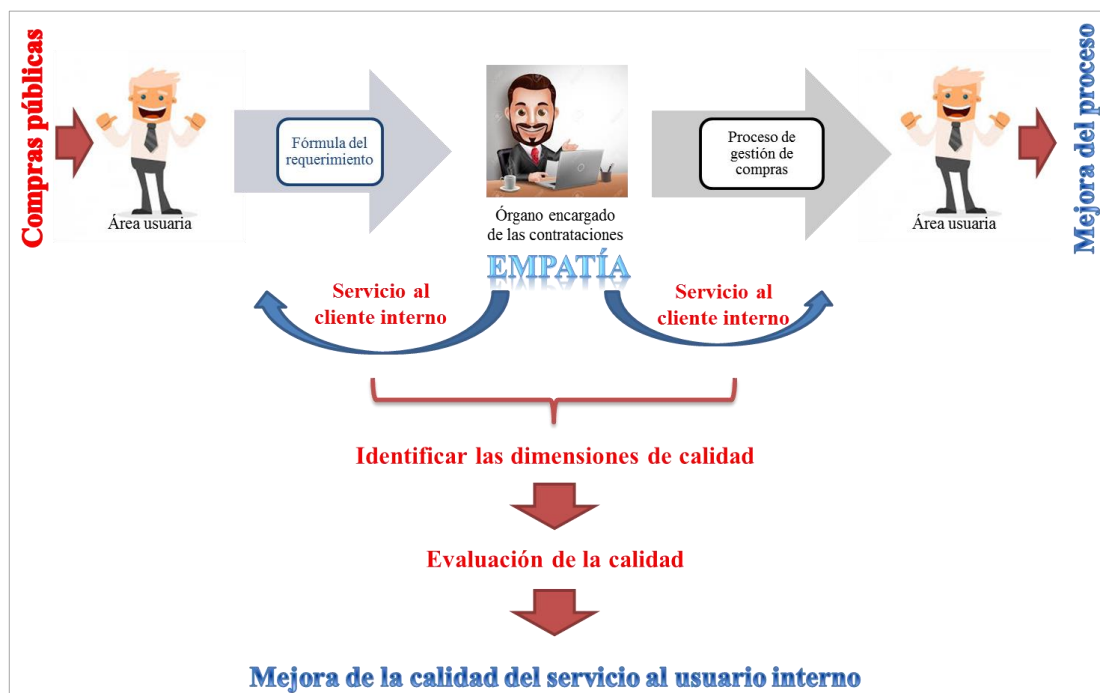 Compras públicas
Área usuaria
Fórmula del
requerimiento
Órgano encargado
de las contrataciones
EMPATÍA
Proceso de
gestión de
compras
Área usuaria
Mejora del proceso
Servicio al
cliente interno
Servicio al
cliente interno
Identificar las dimensiones de calidad
Evaluación de la calidad
Mejora de la calidad del servicio al usuario interno